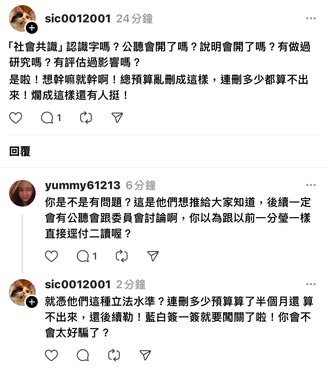 sic0012001 24分鐘
「社會共識」認識字嗎？公聽會開了嗎？說明會開了嗎？有做過
研究嗎？有評估過影響嗎？
是啦！想幹嘛就幹啊！總預算亂刪成這樣，連刪多少都算不出
來！爛成這樣還有人挺！
1
回覆
yummy61213 6分鐘
你是不是有問題？這是他們想推給大家知道，後續一定
會有公聽會跟委員會討論啊，你以為跟以前一分瑩一樣
直接逕付二讀喔？
1
sic0012001 2分鐘
就憑他們這種立法水準？連刪多少預算算了半個月還 算
不出來，還後續勒！藍白簽一簽就要闖關了啦！你會不
會太好騙了？